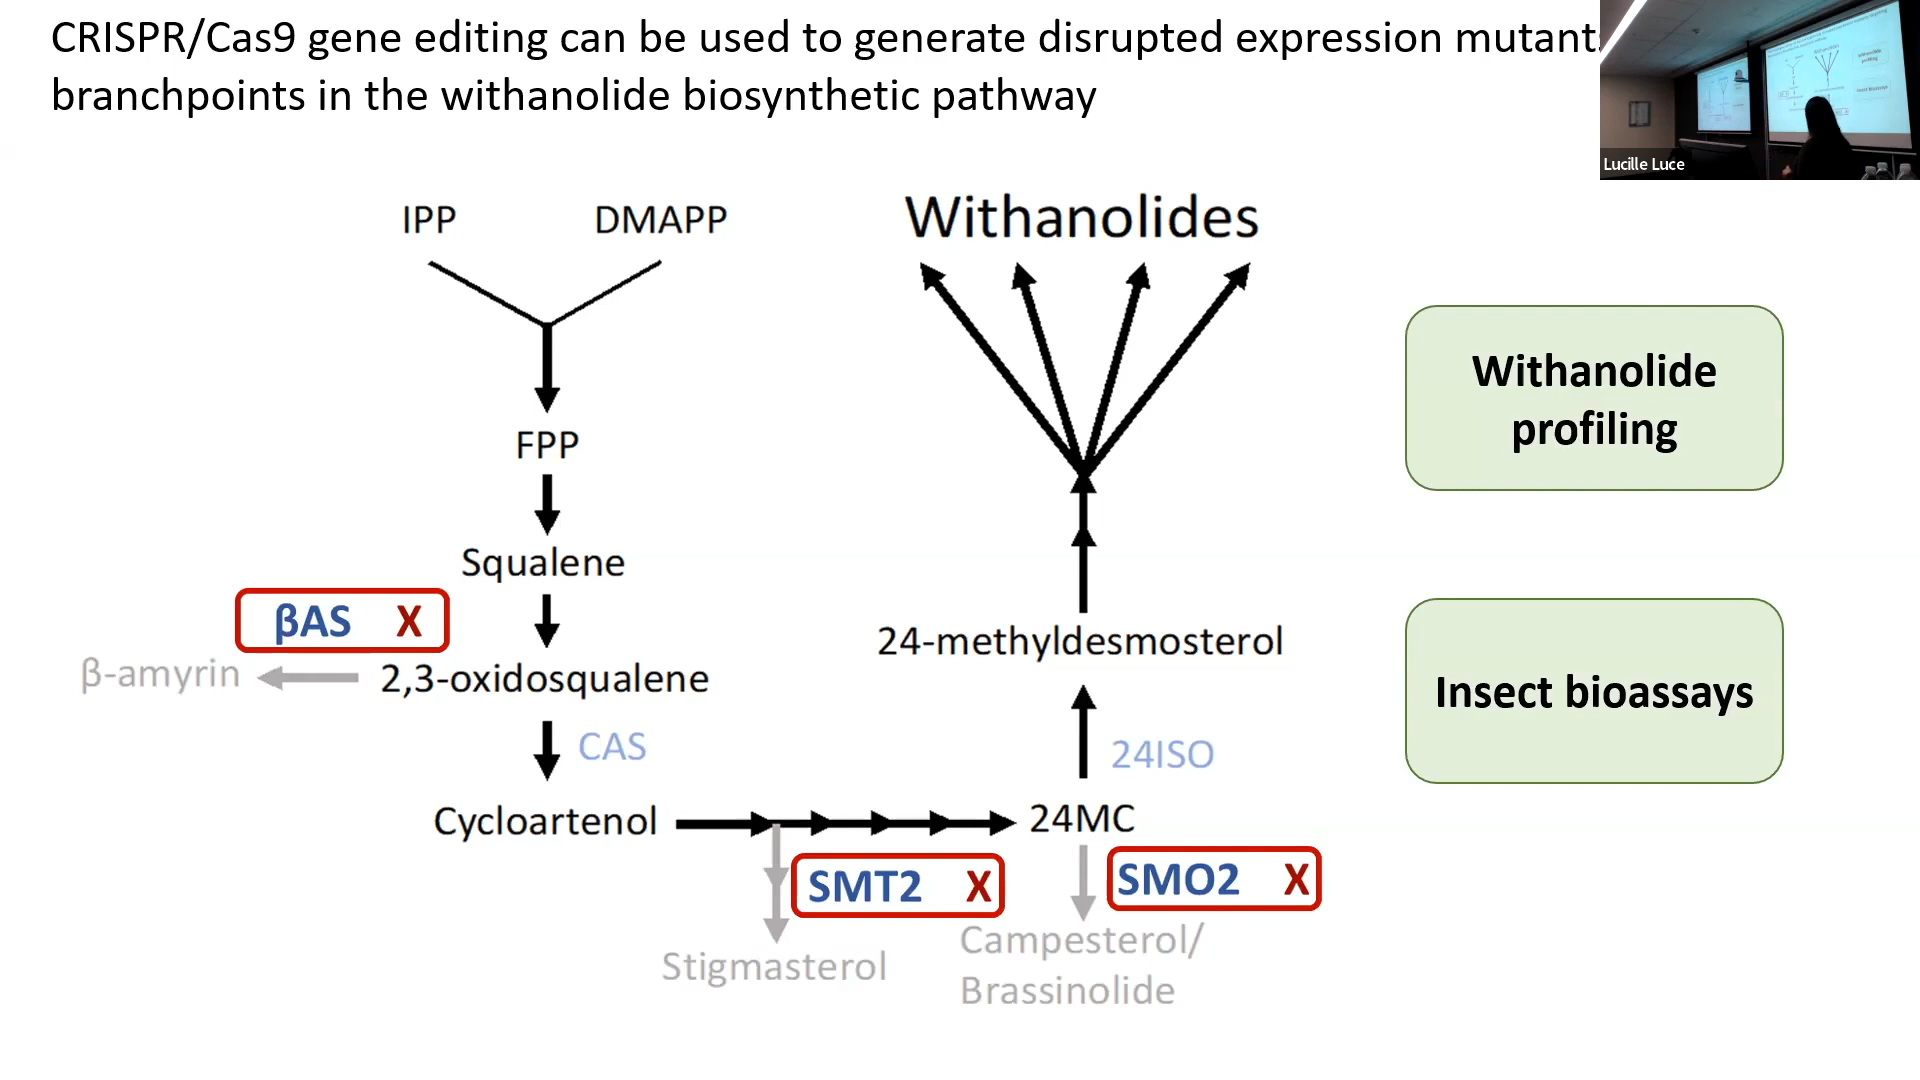 CRISPR/Cas9 gene editing can be used to generate disrupted expression mutants
branchpoints in the withanolide biosynthetic pathway
Lucille Luce
IPP
DMAPP
Withanolides
Withanolide
profiling
FPP
Squalene
βAS X
β-amyrin
2,3-oxidosqualene
24-methyldesmosterol
Insect bioassays
CAS
24ISO
Cycloartenol
24MC
SMT2 X
SMO2 X
Stigmasterol
Campesterol/
Brassinolide